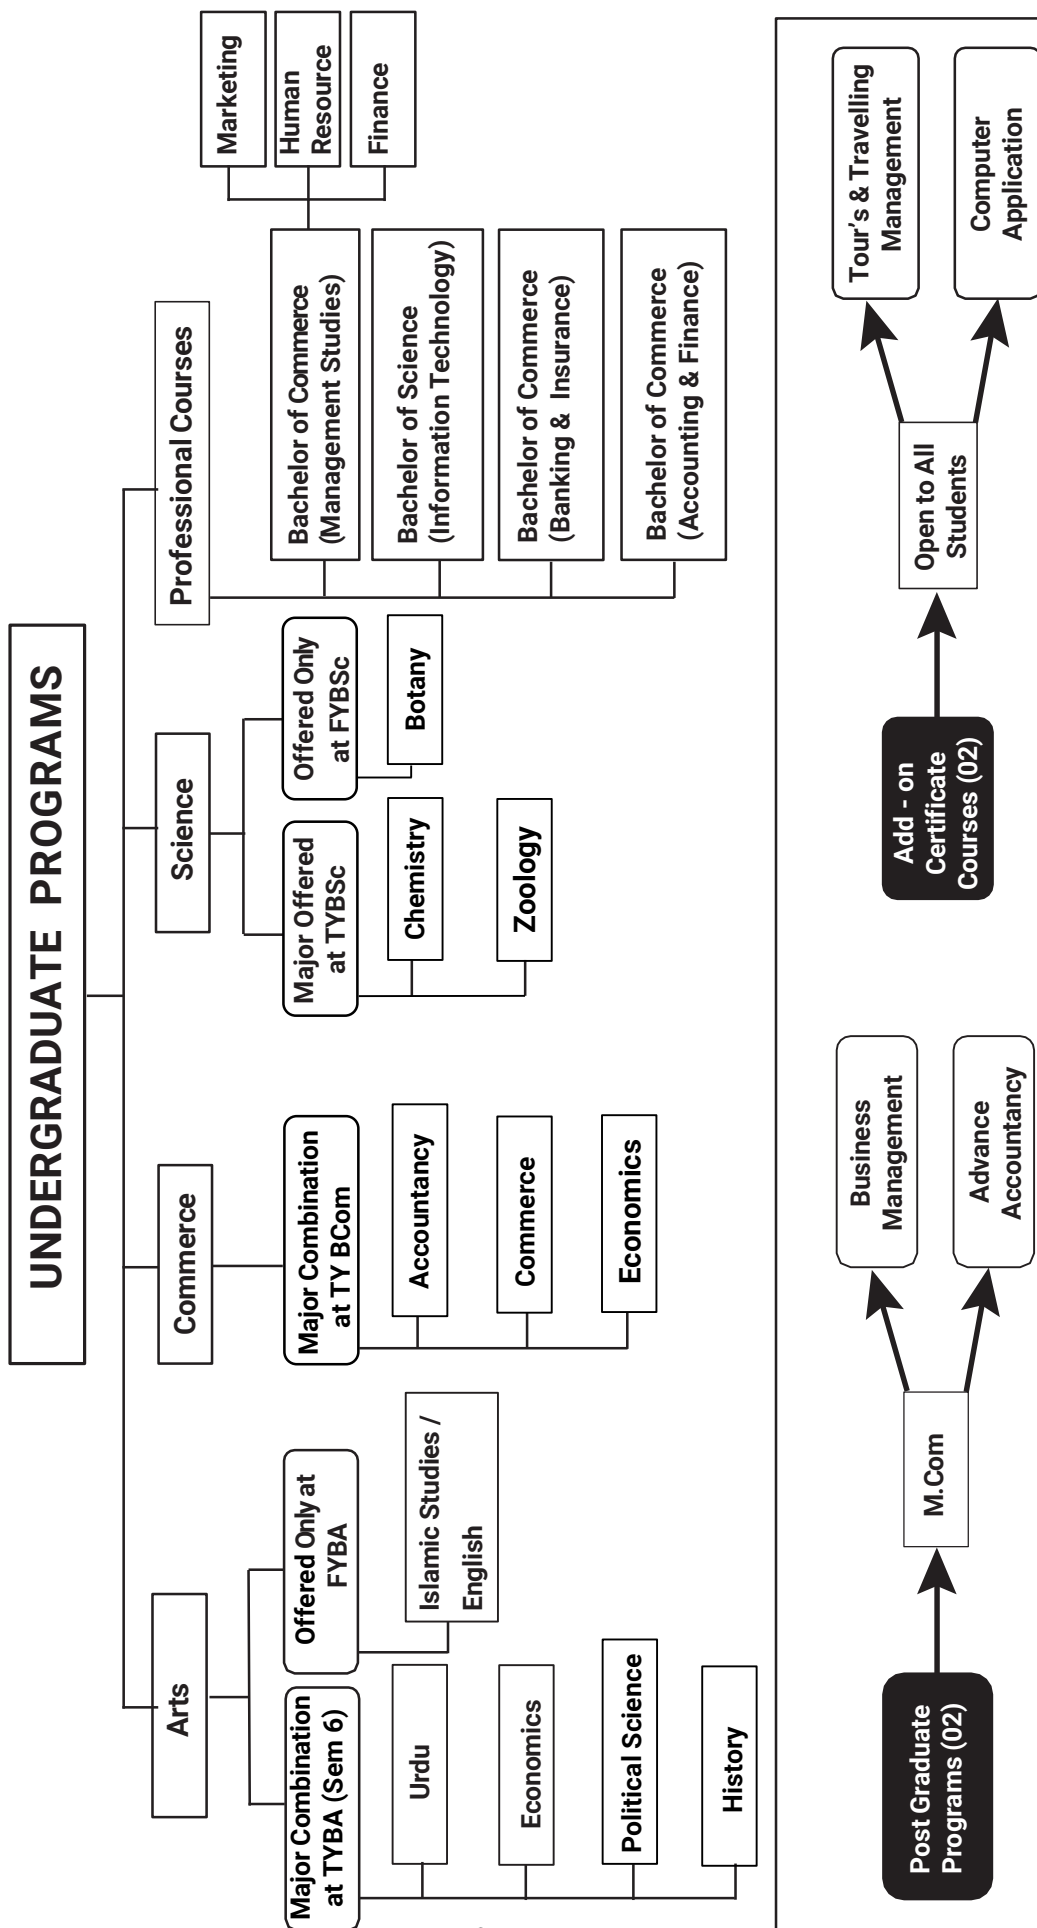 UNDERGRADUATE PROGRAMS
Arts
Commerce
Science
Professional Courses
Major Combination
at TYBA (Sem 6)
Urdu
Economics
Political Science
History
Offered Only at
FYBA
Islamic Studies /
English
Major Combination
at TY BCom
Accountancy
Commerce
Economics
Major Offered
at TYBSc
Chemistry
Zoology
Offered Only
at FYBSc
Botany
Bachelor of Commerce
(Management Studies)
Bachelor of Science
(Information Technology)
Bachelor of Commerce
(Banking & Insurance)
Bachelor of Commerce
(Accounting & Finance)
Marketing
Human
Resource
Finance
Post Graduate
Programs (02)
M.Com
Business
Management
Advance
Accountancy
Add - on
Certificate
Courses (02)
Open to All
Students
Tour's & Travelling
Management
Computer
Application